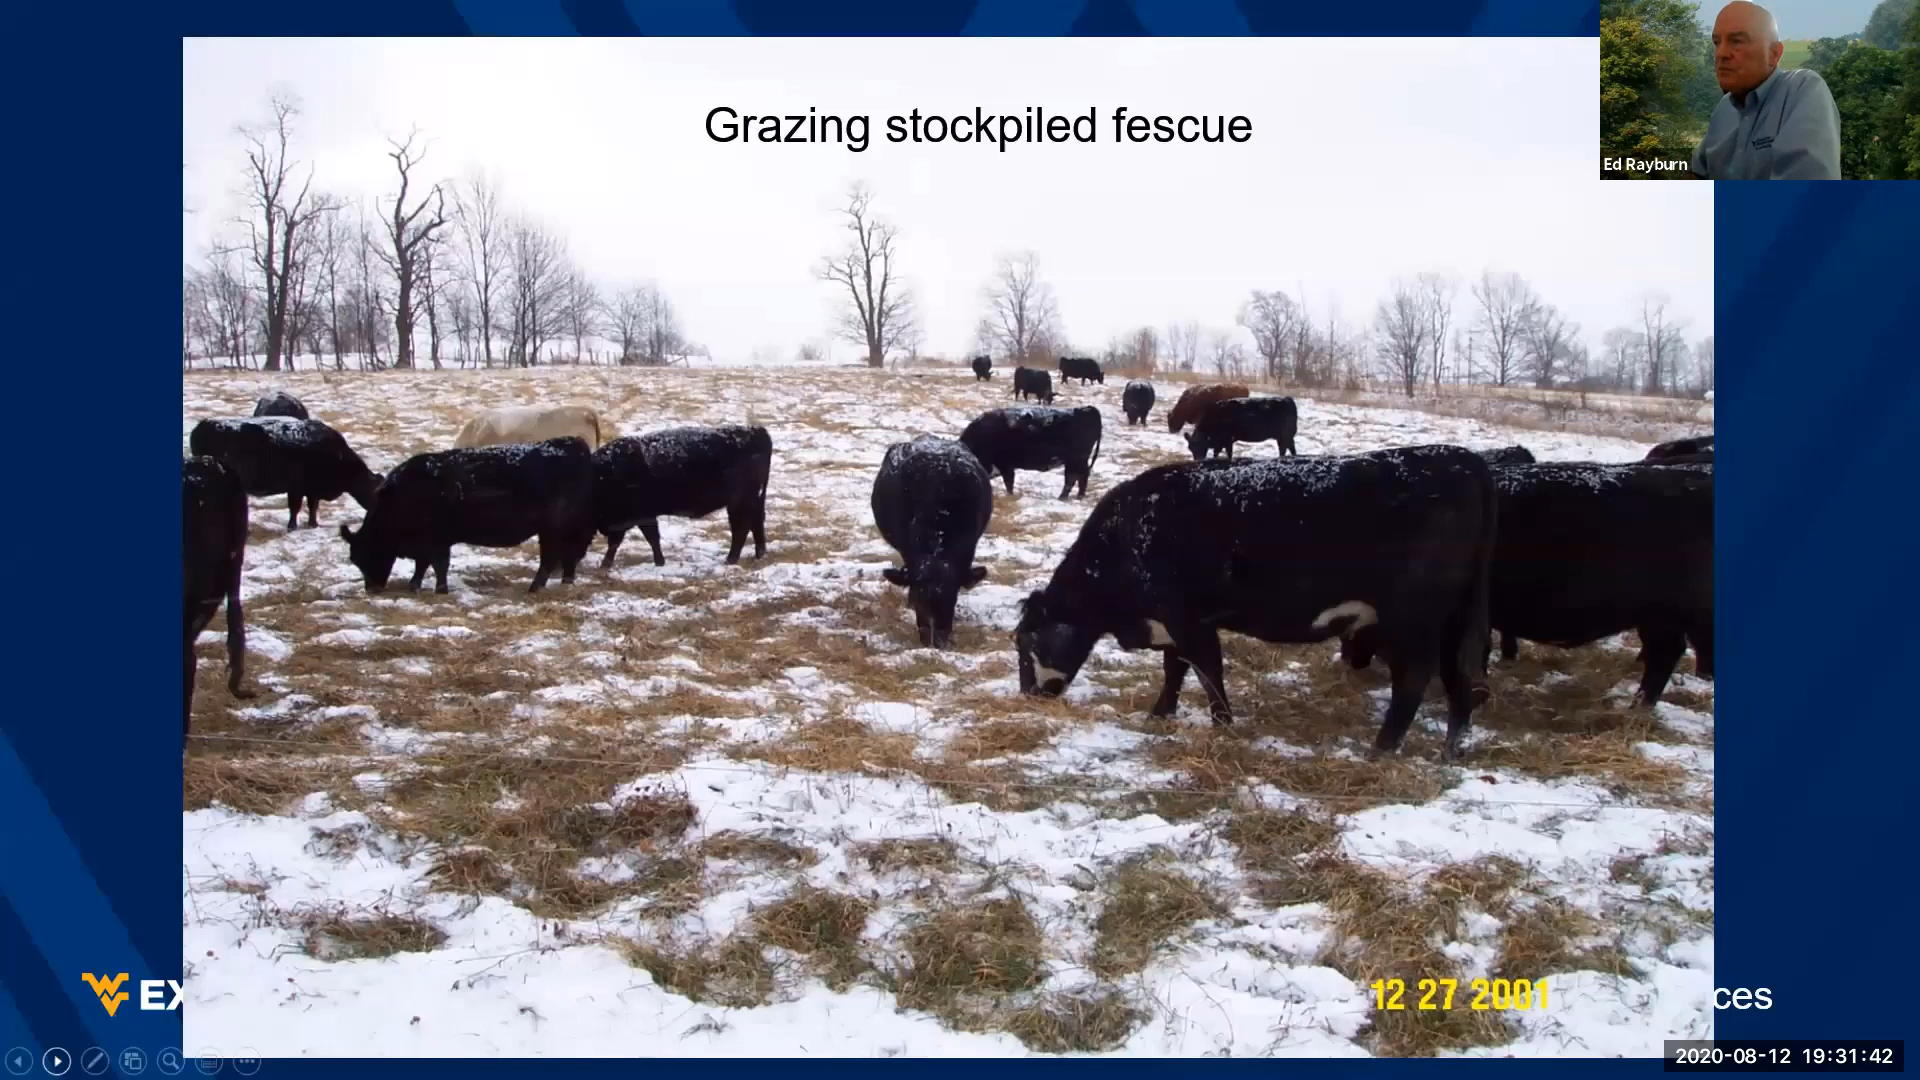 Grazing stockpiled fescue
Ed Rayburn
12 27 2001
EX
ces
2020-08-12 19:31:42